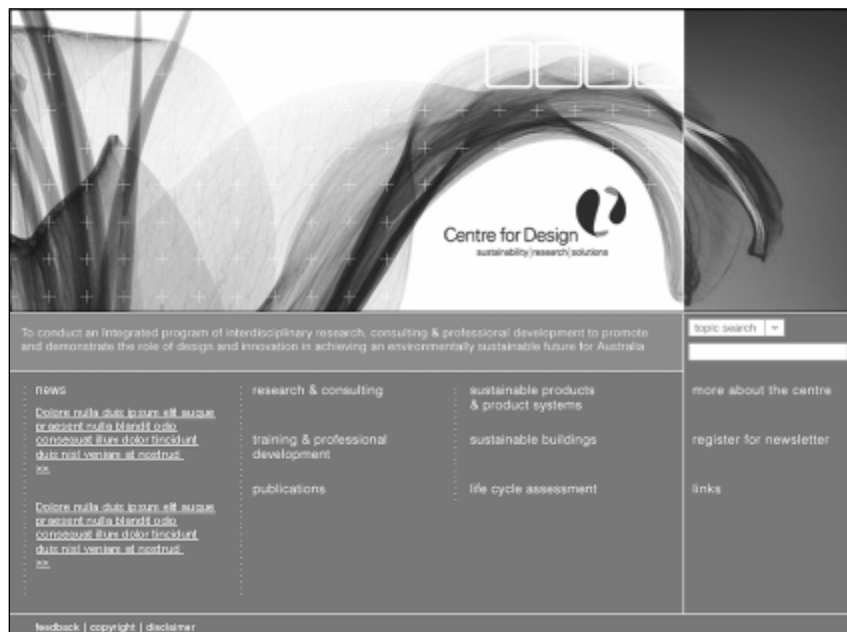 Centre for Design
sustainability|research|solutions
To conduct an Integrated program of interdisciplinary research, consulting & professional development to promote
and demonstrate the role of design and innovation in achieving an environmentally sustainable future for Australia
topic search
news
Dolore nulla duis ipsum elit augue
praesent nulla blandit odio
consequat illum dolor tincidunt
duis nisl veniam at nostrud
>>
Dolore nulla duis ipsum elit augue
praesent nulla blandit odio
consequat illum dolor tincidunt
duis nisl veniam at nostrud
>>
research & consulting
training & professional
development
publications
sustainable products
& product systems
sustainable buildings
life cycle assessment
more about the centre
register for newsletter
links
feedback | copyright | disclaimer